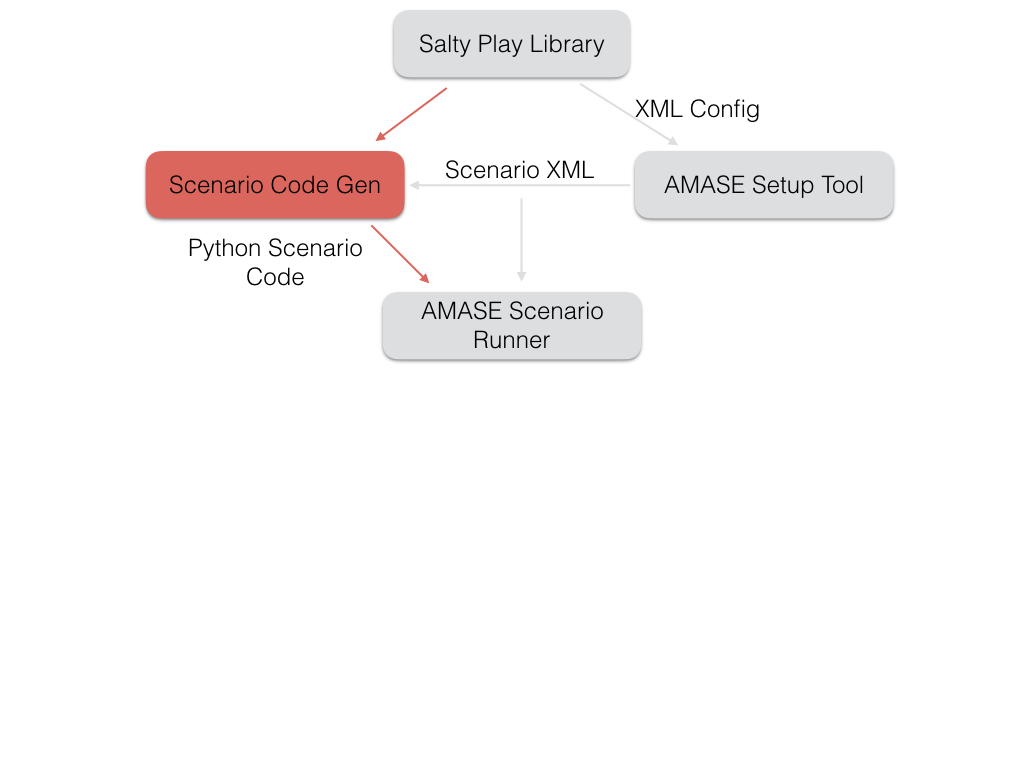 Salty Play Library
XML Config
Scenario XML
Scenario Code Gen
AMASE Setup Tool
Python Scenario
Code
AMASE Scenario
Runner